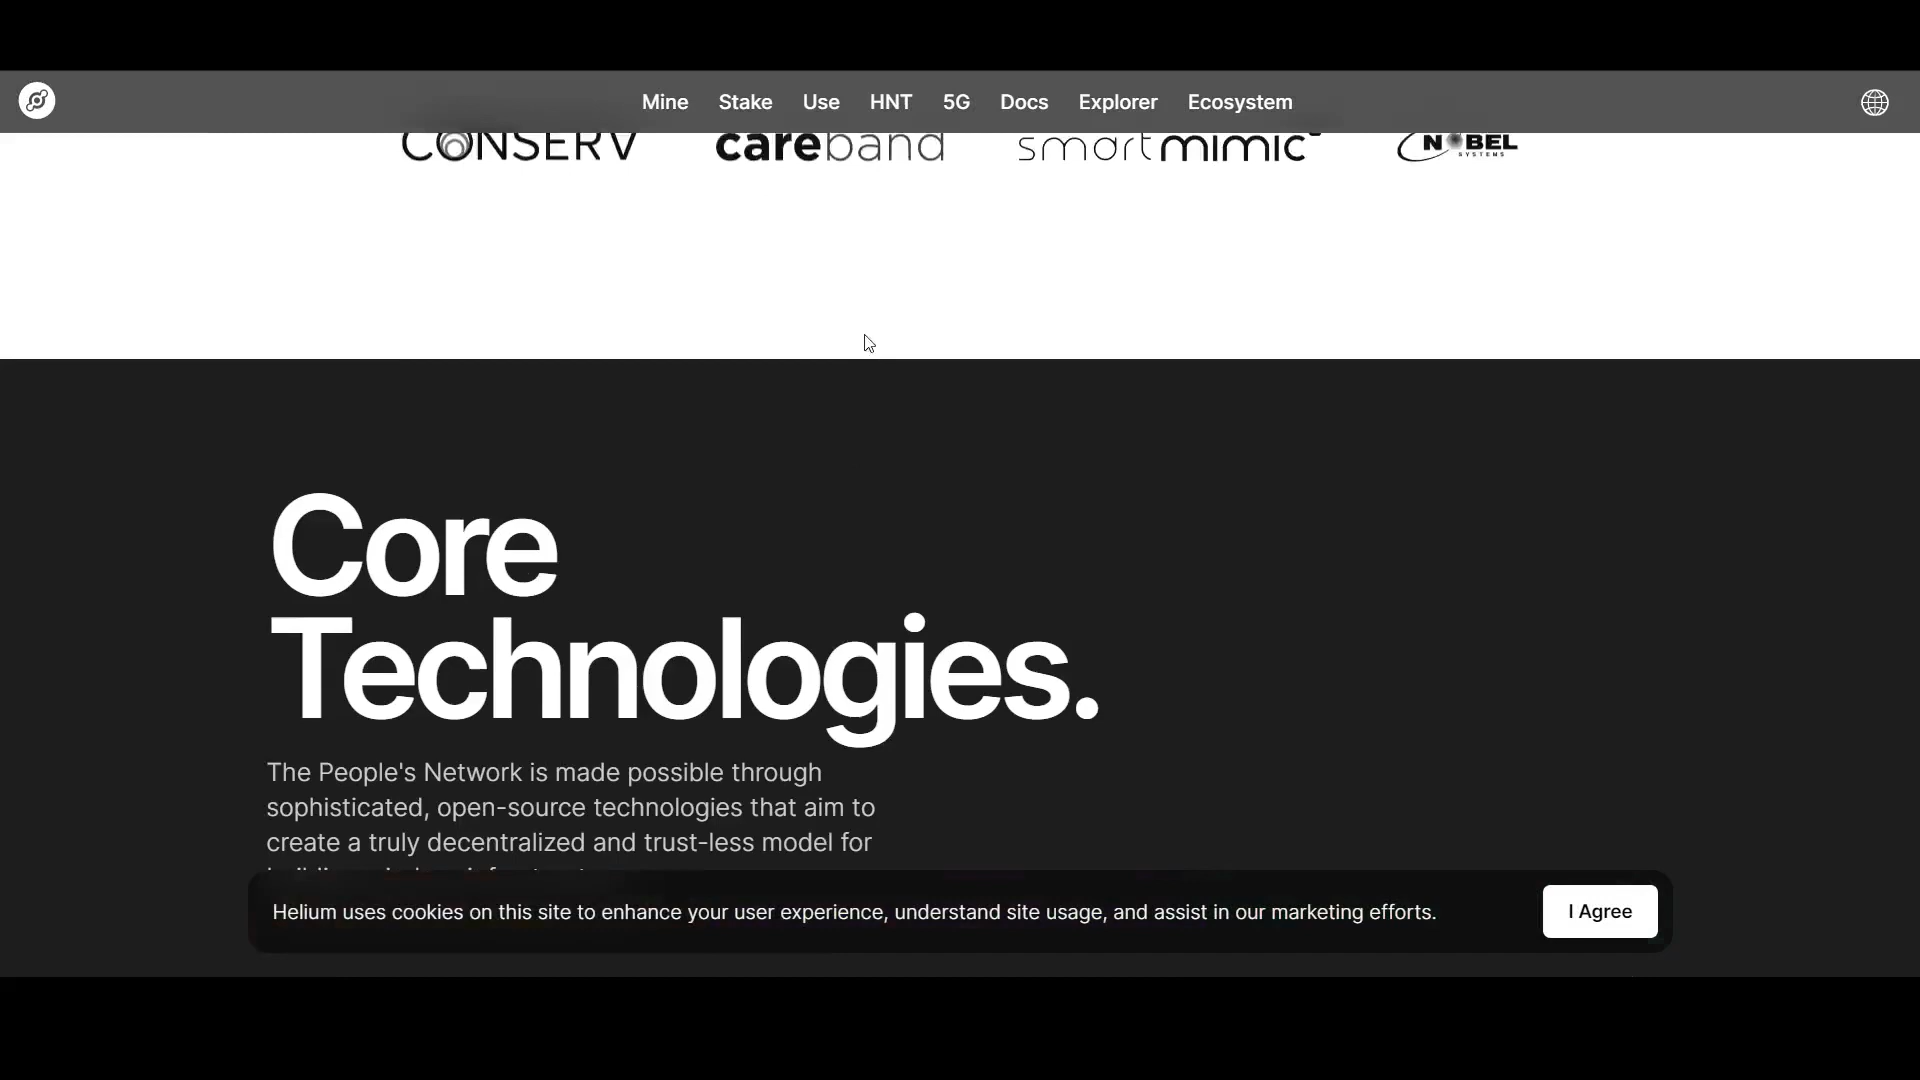 Mine Stake Use HNT 5G Docs Explorer Ecosystem
CONSERV careband smartmimic NOBEL
SYSTEMS
Core
Technologies.
The People's Network is made possible through
sophisticated, open-source technologies that aim to
create a truly decentralized and trust-less model for
Helium uses cookies on this site to enhance your user experience, understand site usage, and assist in our marketing efforts.
I Agree